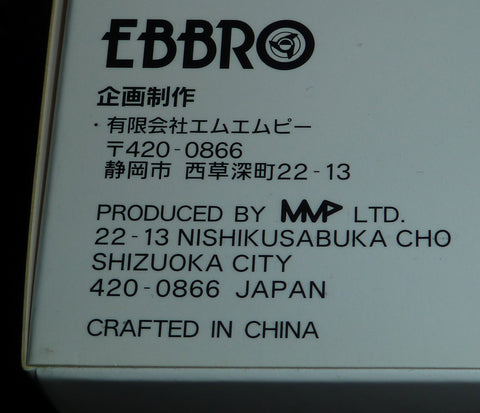 EBBRO
企画制作
・有限会社エムエムピー
〒420-0866
静岡市 西草深町22-13
PRODUCED BY MMP LTD.
22-13 NISHIKUSABUKA CHO
SHIZUOKA CITY
420-0866 JAPAN
CRAFTED IN CHINA